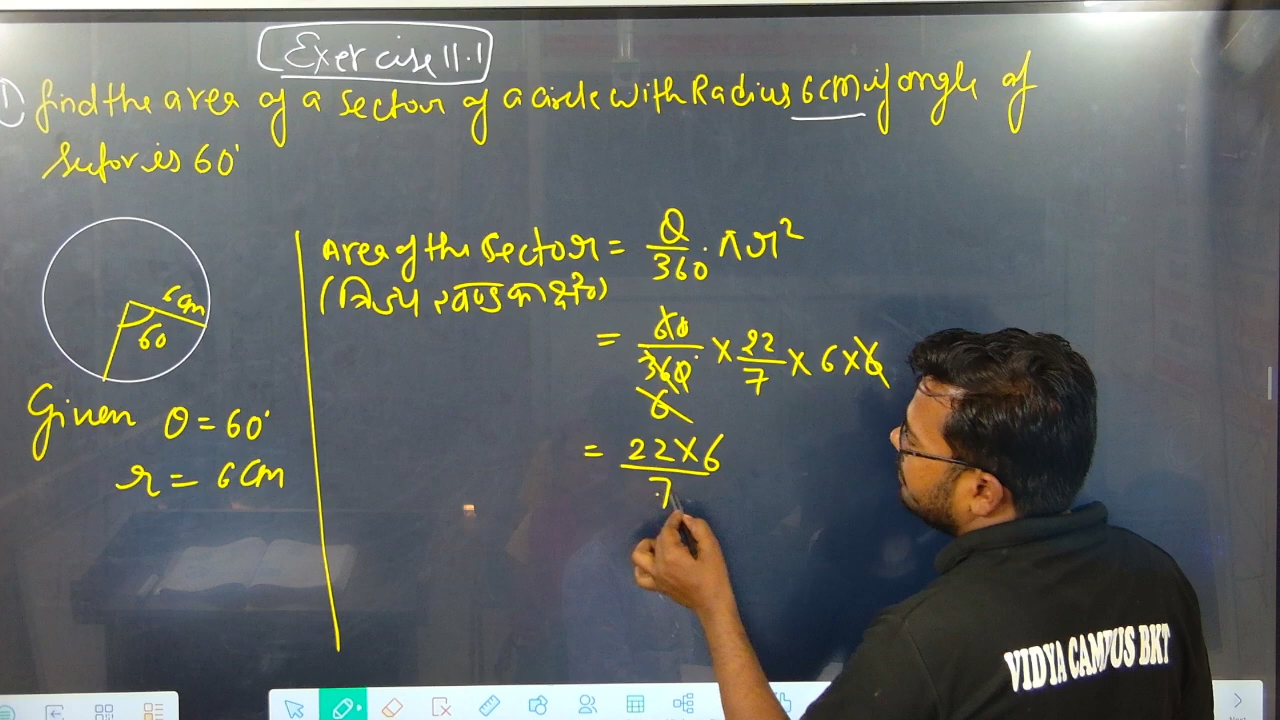 Exercise 11.1
1) find the area of a sector of a circle with Radius 6cm if angle of
Sector is 60°
6cm
60
Given θ = 60°
r = 6cm
Area of the sector = θ/360 · πr²
(त्रिज्य खण्ड का क्षे०)
= 60/360° × 22/7 × 6 × 6
6
= 22×6/7
VIDYA CAMPUS BKT